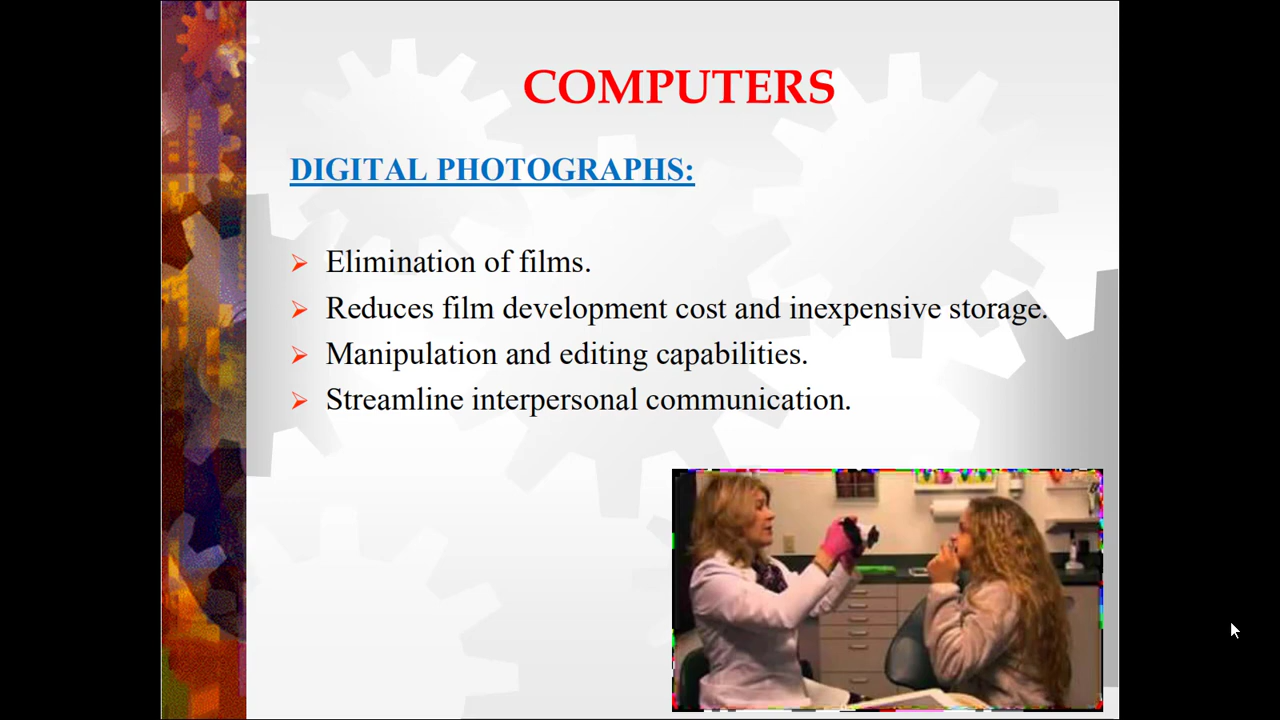 COMPUTERS
DIGITAL PHOTOGRAPHS:
Elimination of films.
Reduces film development cost and inexpensive storage.
Manipulation and editing capabilities.
Streamline interpersonal communication.